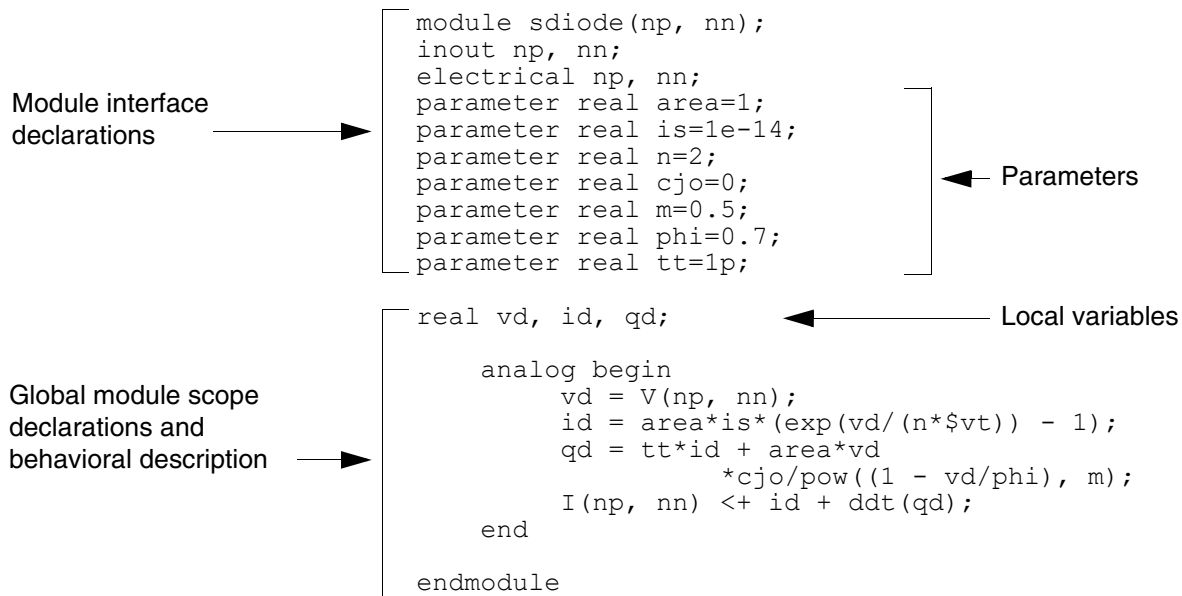 module sdiode(np, nn);
inout np, nn;
electrical np, nn;
parameter real area=1;
parameter real is=1e-14;
parameter real n=2;
parameter real cjo=0;
parameter real m=0.5;
parameter real phi=0.7;
parameter real tt=1p;
Module interface
declarations
Parameters
real vd, id, qd;
Local variables
analog begin
vd = V(np, nn);
id = area*is*(exp(vd/(n*$vt)) - 1);
qd = tt*id + area*vd
*cjo/pow((1 - vd/phi), m);
I(np, nn) <+ id + ddt(qd);
end
endmodule
Global module scope
declarations and
behavioral description